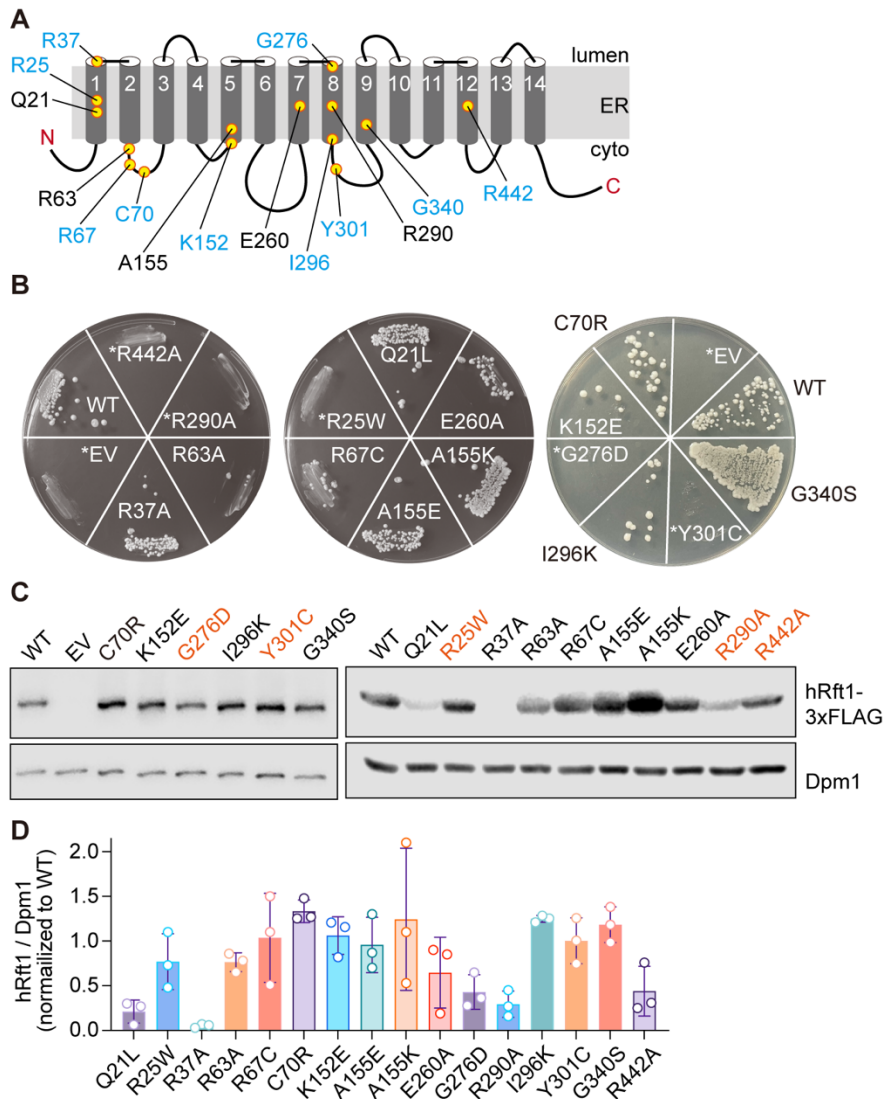 A
R37
G276
lumen
R25
1 2 3 4 5 6 7 8 9 10 11 12 13 14
Q21
ER
N
cyto
R63
C
R442
C70
G340
R67
K152
E260
Y301
R290
A155
I296
B
C70R
*R442A
Q21L
*EV
WT
WT
*R290A
*R25W
E260A
K152E
*EV
R63A
R67C
A155K
*G276D
G340S
R37A
A155E
*Y301C
I296K
C
WT EV C70R K152E G276D I296K Y301C G340S
WT Q21L R25W R37A R63A R67C A155E A155K E260A R290A R442A
hRft1-
3xFLAG
Dpm1
D
hRft1 / Dpm1
(normailized to WT)
2.0
1.5
1.0
0.5
0.0
Q21L R25W R37A R63A R67C C70R K152E A155E A155K E260A G276D R290A I296K Y301C G340S R442A